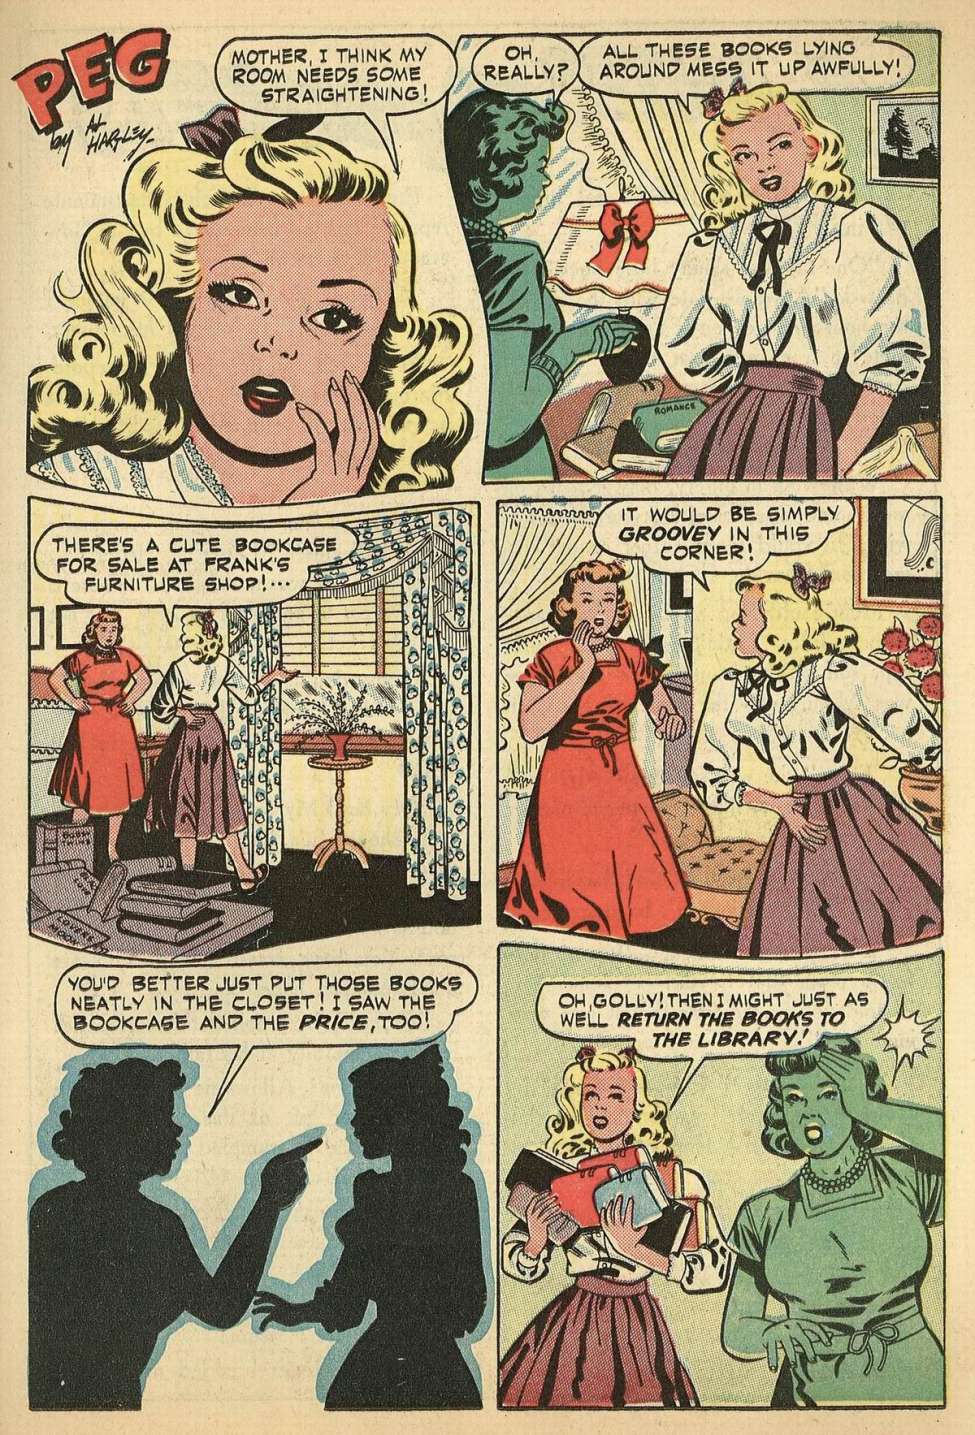 PEG
by Al
HARTLEY
MOTHER, I THINK MY
ROOM NEEDS SOME
STRAIGHTENING!
OH,
REALLY?
ALL THESE BOOKS LYING
AROUND MESS IT UP AWFULLY!
ROMANCE
THERE'S A CUTE BOOKCASE
FOR SALE AT FRANK'S
FURNITURE SHOP!...
IT WOULD BE SIMPLY
GROOVEY IN THIS
CORNER!
YOU'D BETTER JUST PUT THOSE BOOKS
NEATLY IN THE CLOSET! I SAW THE
BOOKCASE AND THE PRICE, TOO!
OH, GOLLY! THEN I MIGHT JUST AS
WELL RETURN THE BOOKS TO
THE LIBRARY!